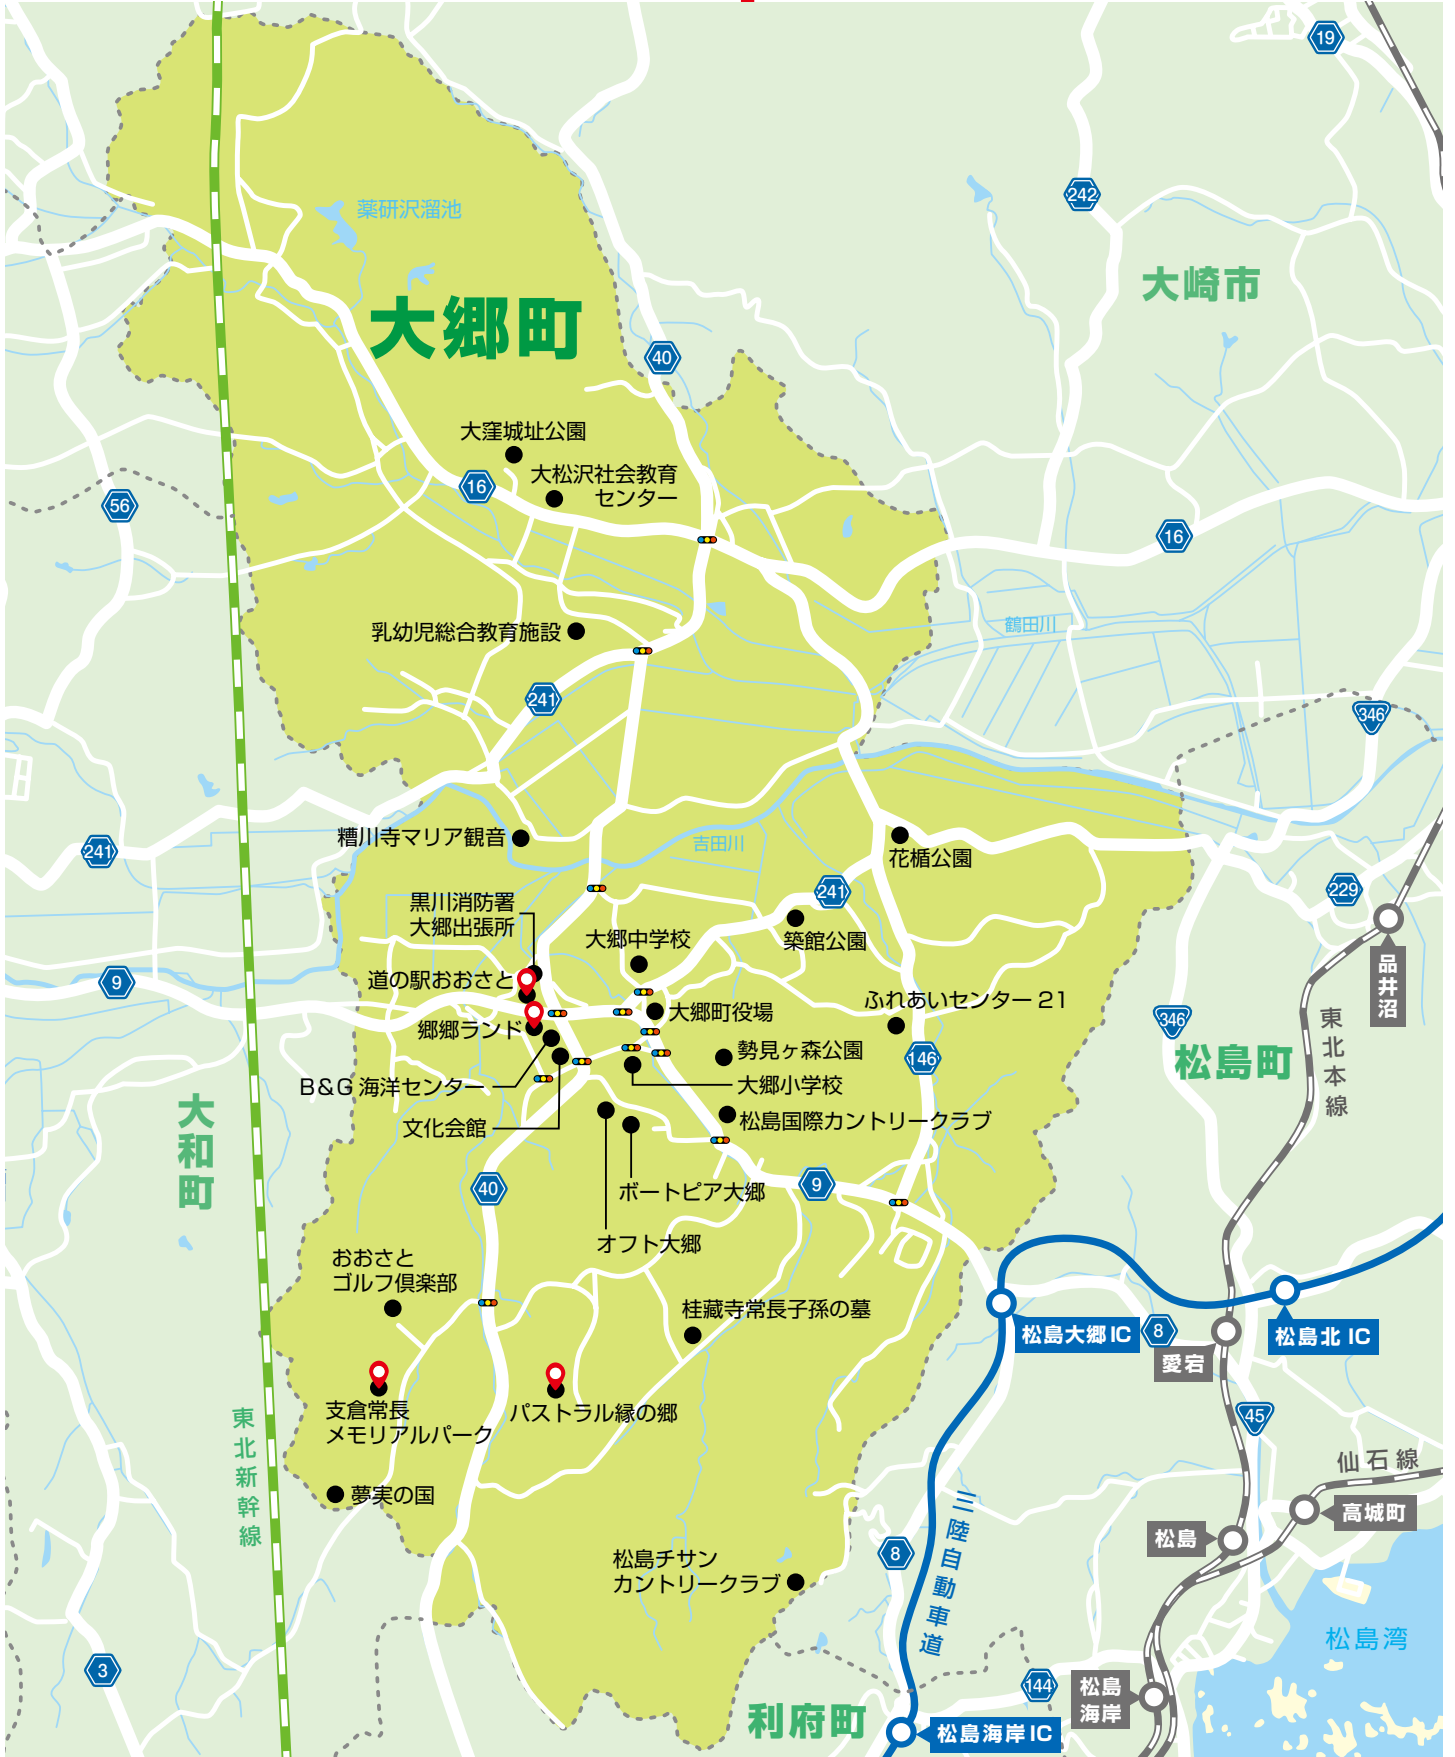 19
242
薬研沢溜池
大崎市
大郷町
40
大窪城址公園
大松沢社会教育
センター
16
56
16
鶴田川
乳幼児総合教育施設
241
346
糟川寺マリア観音
吉田川
花楯公園
241
241
229
黒川消防署
大郷出張所
大郷中学校
築館公園
品井沼
道の駅おおさと
9
ふれあいセンター 21
大郷町役場
郷郷ランド
346
東北本線
勢見ヶ森公園
146
松島町
B&G 海洋センター
大郷小学校
大和町
文化会館
松島国際カントリークラブ
40
ボートピア大郷
9
オフト大郷
おおさと
ゴルフ倶楽部
桂蔵寺常長子孫の墓
松島大郷 IC
8
松島北 IC
愛宕
支倉常長
メモリアルパーク
パストラル縁の郷
45
東北新幹線
仙石線
夢実の国
三陸自動車道
高城町
松島
8
松島チサン
カントリークラブ
松島湾
3
144
松島
海岸
利府町
松島海岸 IC